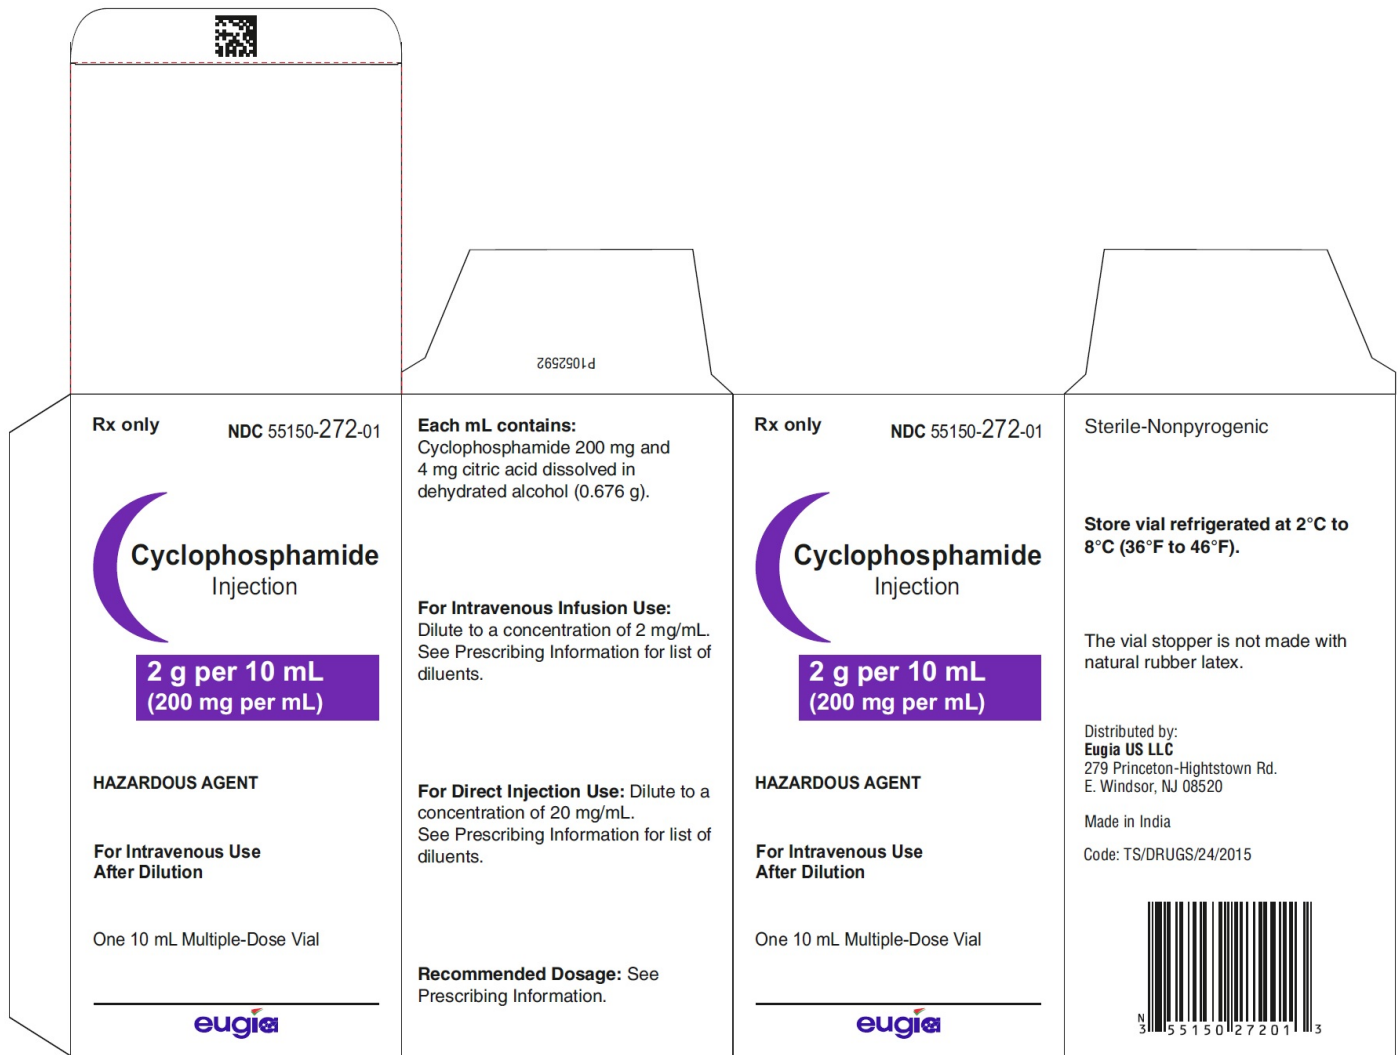 P1052592
Rx only
NDC 55150-272-01
Cyclophosphamide
Injection
2 g per 10 mL
(200 mg per mL)
HAZARDOUS AGENT
For Intravenous Use
After Dilution
One 10 mL Multiple-Dose Vial
eugia
Each mL contains:
Cyclophosphamide 200 mg and
4 mg citric acid dissolved in
dehydrated alcohol (0.676 g).
For Intravenous Infusion Use:
Dilute to a concentration of 2 mg/mL.
See Prescribing Information for list of
diluents.
For Direct Injection Use: Dilute to a
concentration of 20 mg/mL.
See Prescribing Information for list of
diluents.
Recommended Dosage: See
Prescribing Information.
Rx only
NDC 55150-272-01
Cyclophosphamide
Injection
2 g per 10 mL
(200 mg per mL)
HAZARDOUS AGENT
For Intravenous Use
After Dilution
One 10 mL Multiple-Dose Vial
eugia
Sterile-Nonpyrogenic
Store vial refrigerated at 2°C to
8°C (36°F to 46°F).
The vial stopper is not made with
natural rubber latex.
Distributed by:
Eugia US LLC
279 Princeton-Hightstown Rd.
E. Windsor, NJ 08520
Made in India
Code: TS/DRUGS/24/2015
N
3 55150 27201 3